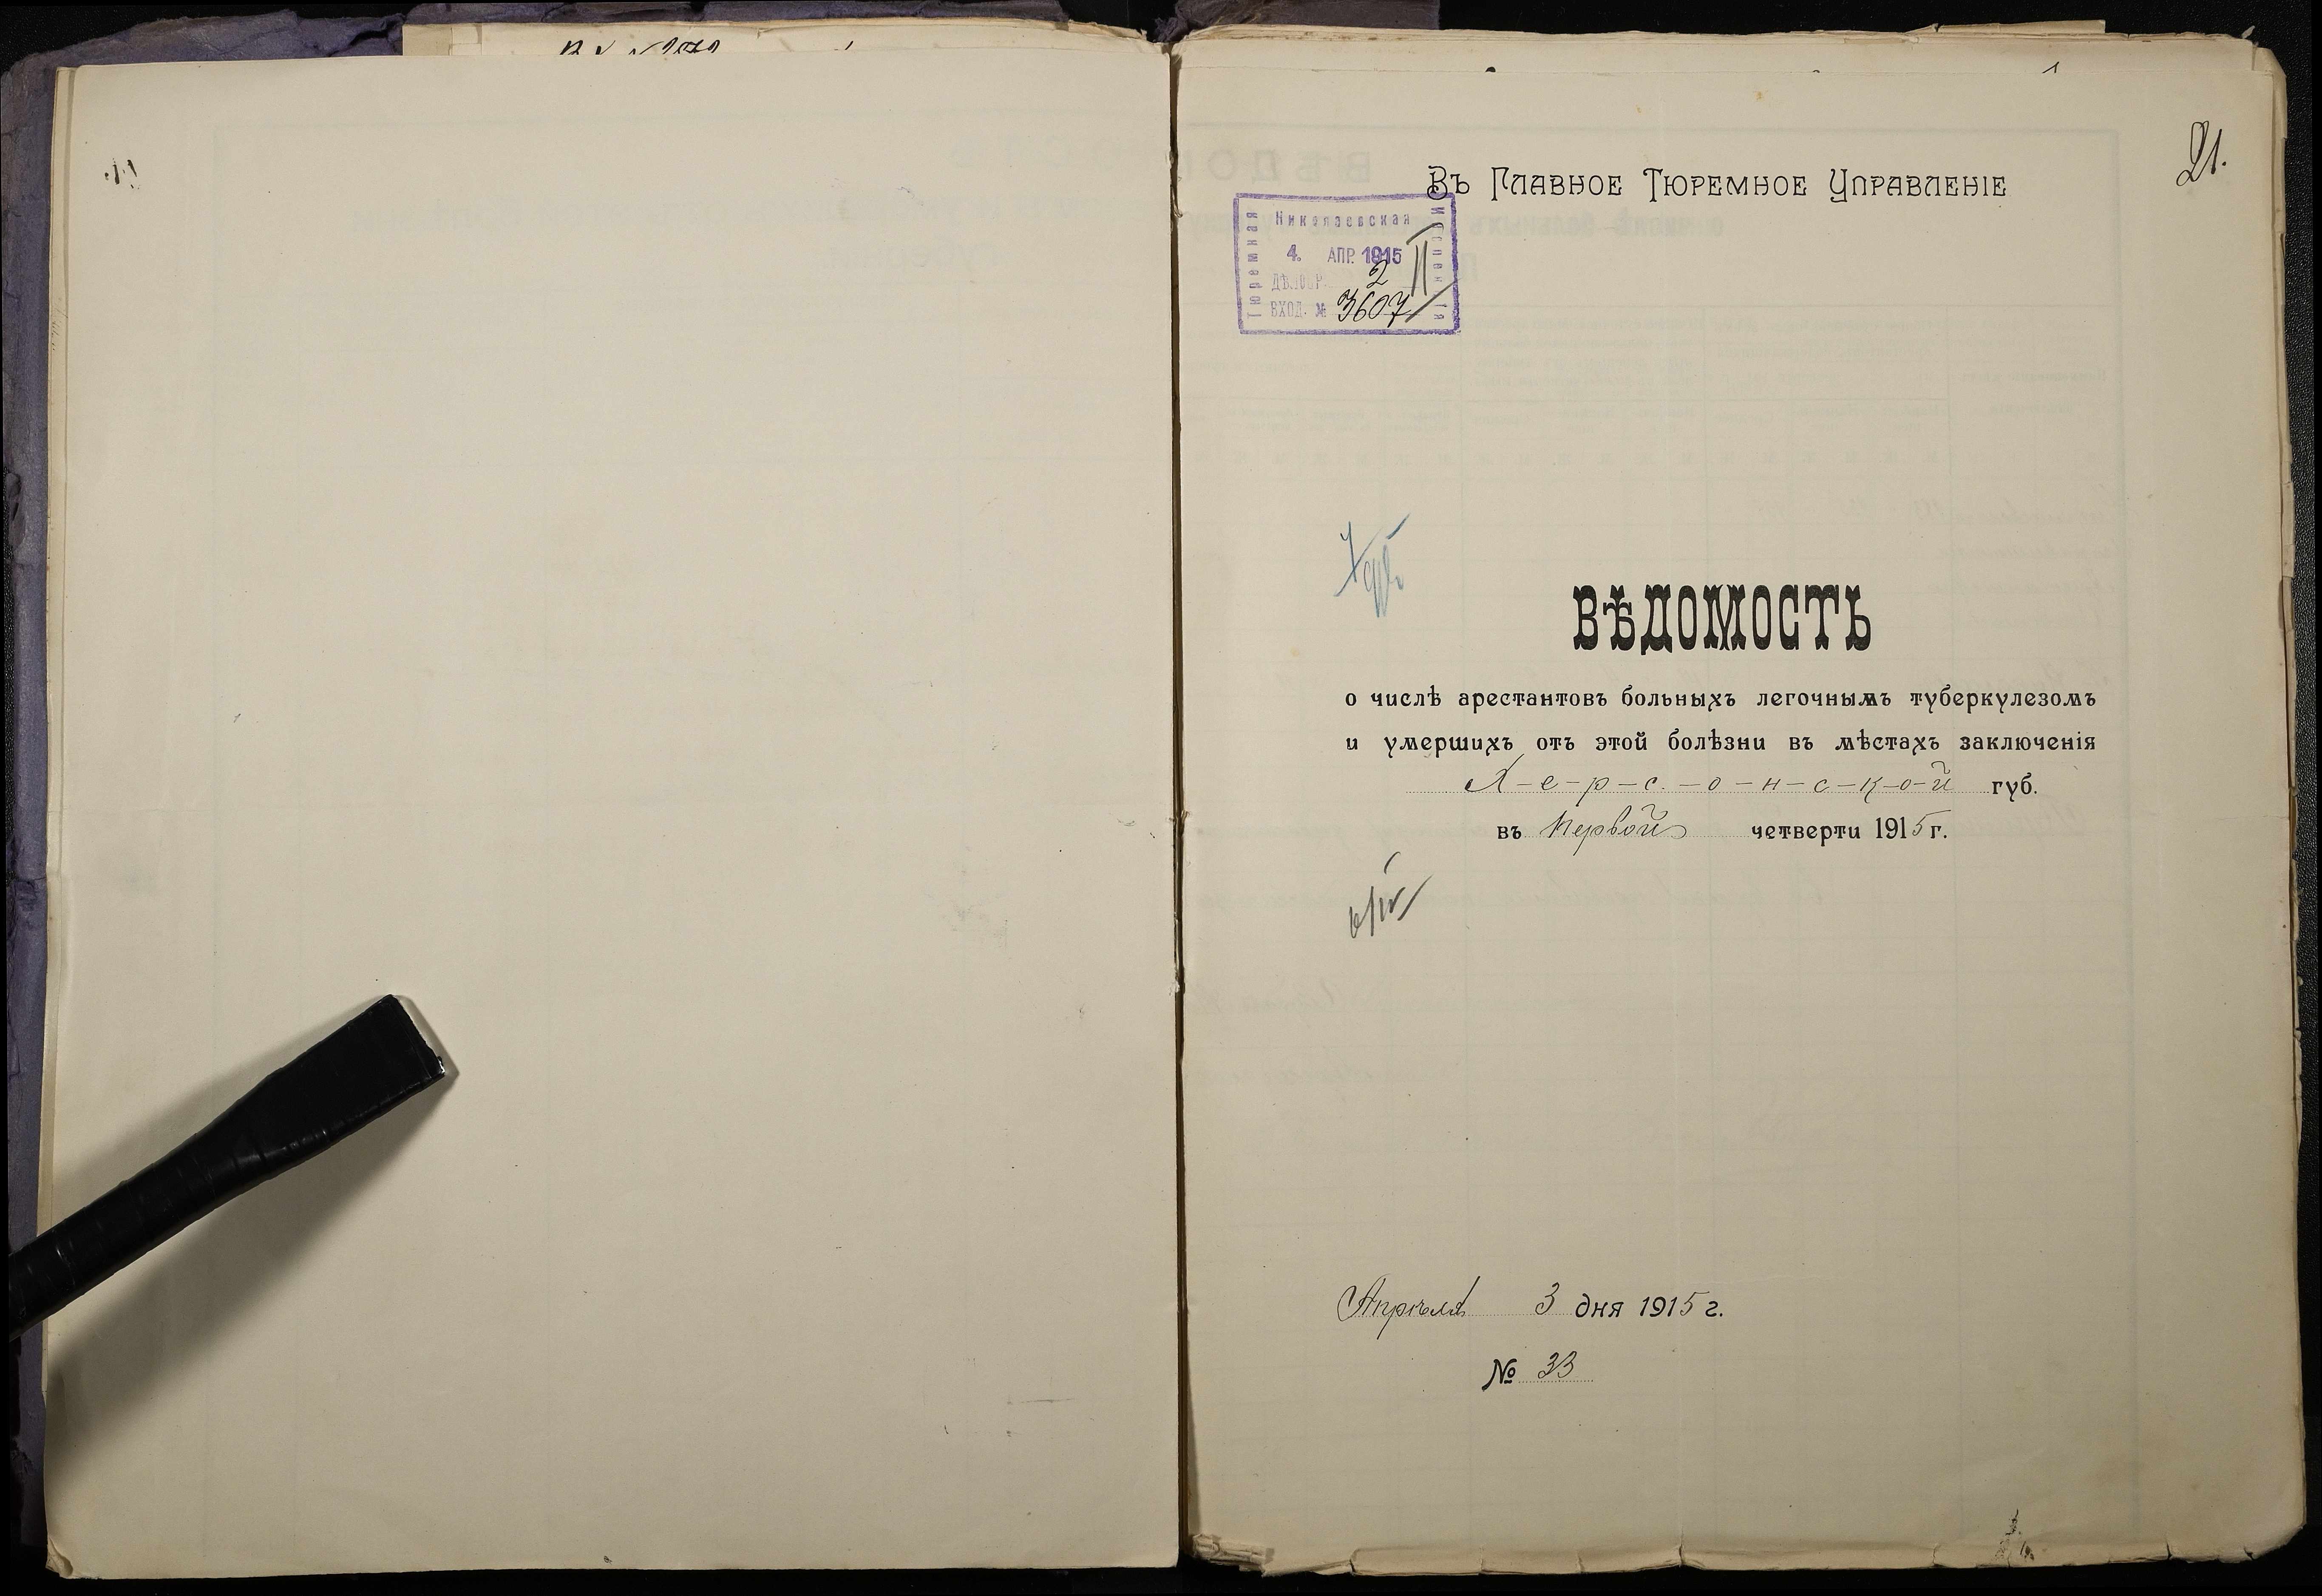 21.
Въ Главное Тюремное Управленіе
Николаевская
Тюремная
4. АПР. 1915
2 II
ВХОД. № 3607
ВѢДОМОСТЬ
о числѣ арестантовъ больныхъ легочнымъ туберкулезомъ
и умершихъ отъ этой болѣзни въ мѣстахъ заключенія
Х-е-р-с-о-н-с-к-о-й губ.
въ первой четверти 1915 г.
Апрѣля 3 дня 1915 г.
№ 33